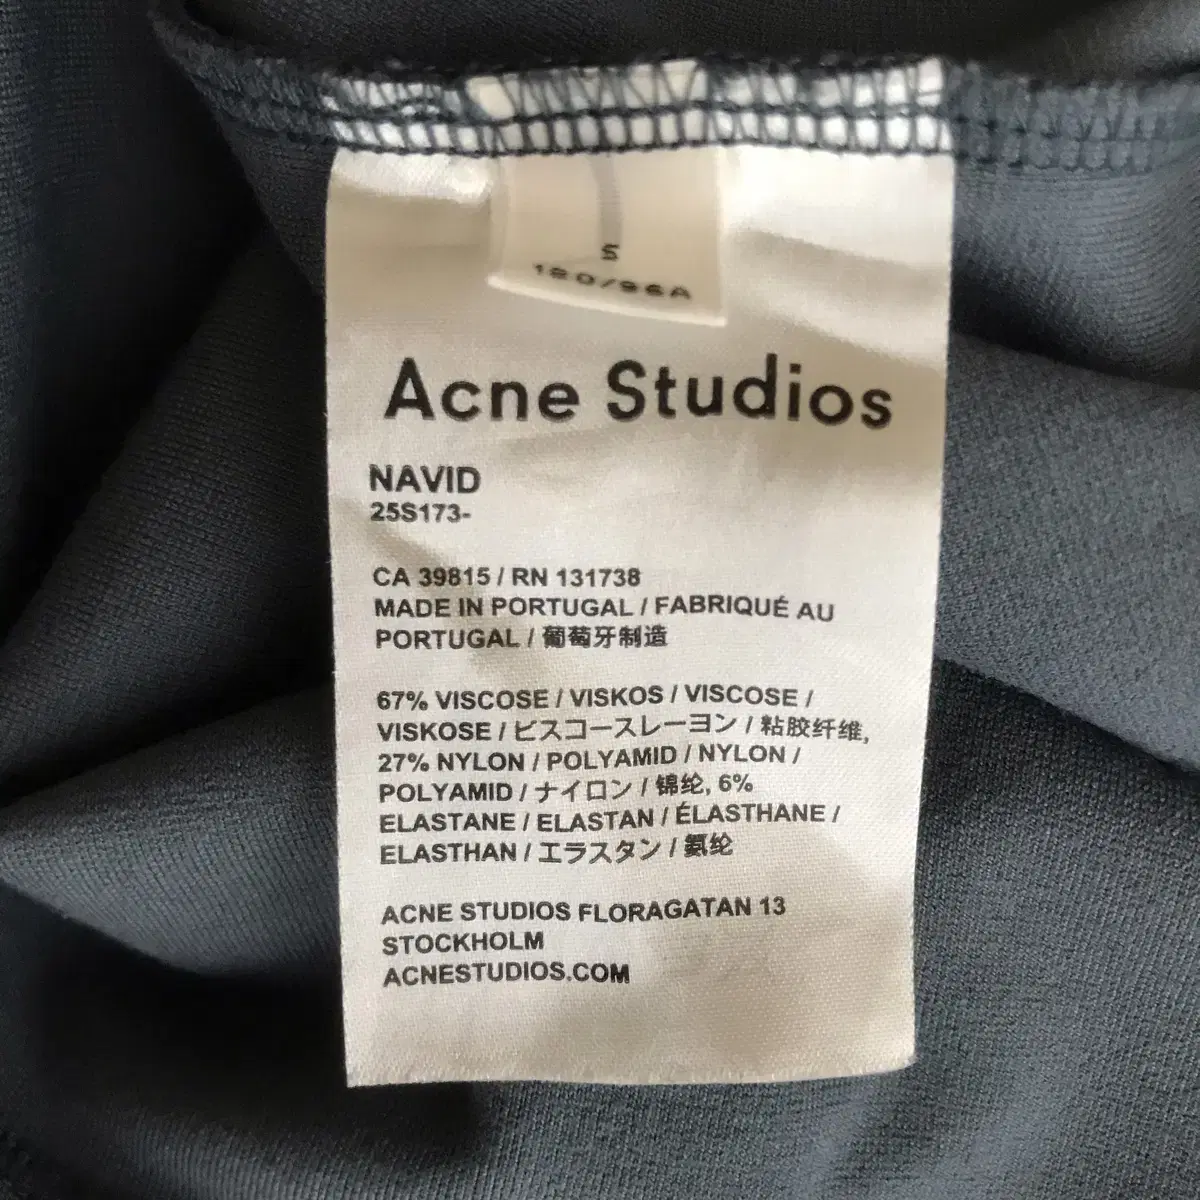 S
180/96A
Acne Studios
NAVID
25S173-
CA 39815 / RN 131738
MADE IN PORTUGAL / FABRIQUÉ AU
PORTUGAL / 葡萄牙制造
67% VISCOSE / VISKOS / VISCOSE /
VISKOSE / ビスコースレーヨン / 粘胶纤维,
27% NYLON / POLYAMID / NYLON /
POLYAMID / ナイロン / 锦纶, 6%
ELASTANE / ELASTAN / ÉLASTHANE /
ELASTHAN / エラスタン / 氨纶
ACNE STUDIOS FLORAGATAN 13
STOCKHOLM
ACNESTUDIOS.COM